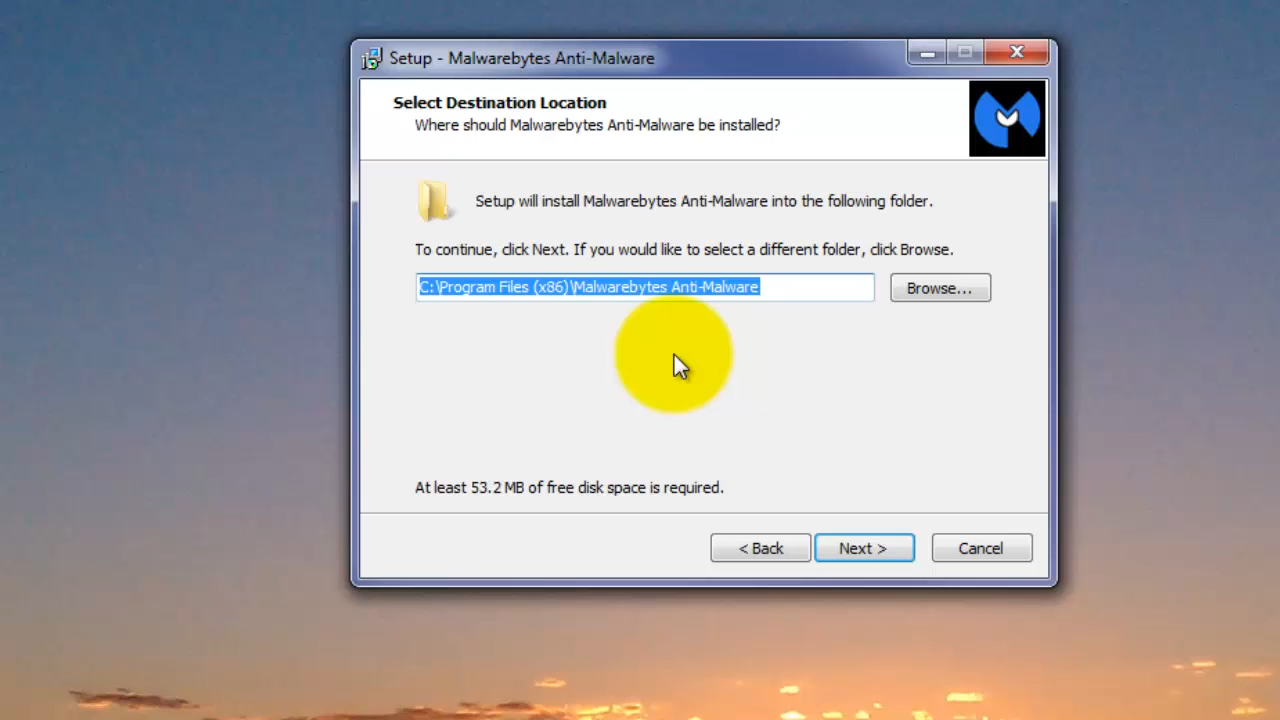 Setup - Malwarebytes Anti-Malware
Select Destination Location
Where should Malwarebytes Anti-Malware be installed?
Setup will install Malwarebytes Anti-Malware into the following folder.
To continue, click Next. If you would like to select a different folder, click Browse.
C:\Program Files (x86)\Malwarebytes Anti-Malware
Browse...
At least 53.2 MB of free disk space is required.
< Back
Next >
Cancel